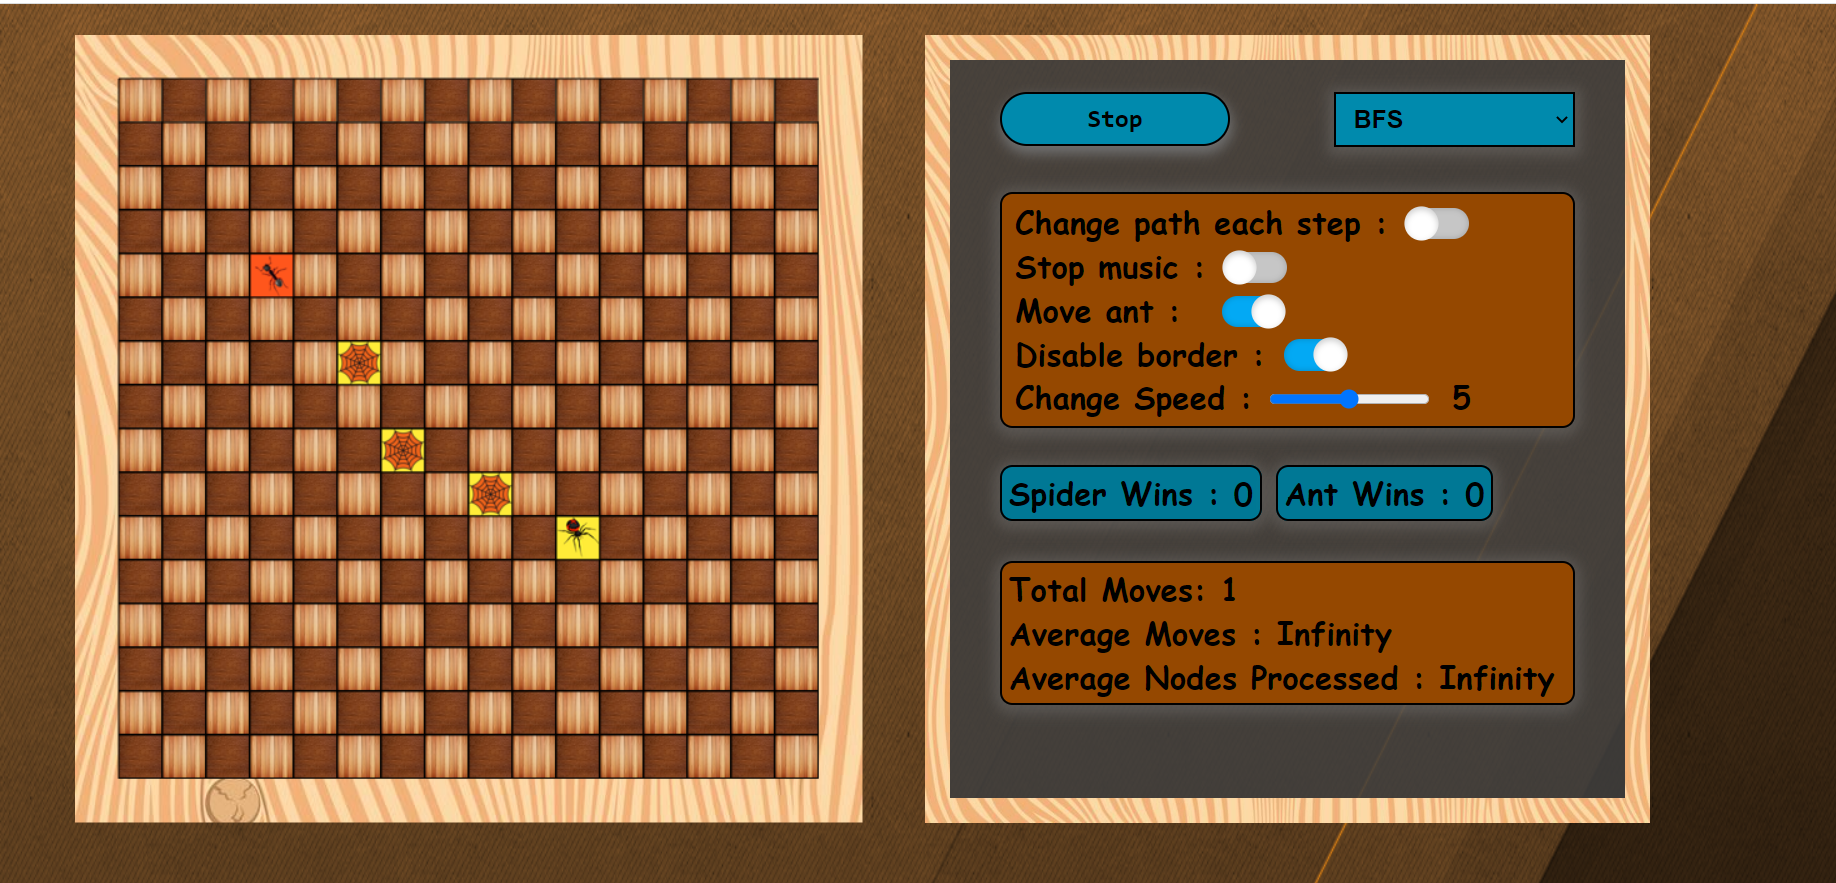 Stop
BFS
Change path each step :
Stop music :
Move ant :
Disable border :
Change Speed : 5
Spider Wins : 0
Ant Wins : 0
Total Moves: 1
Average Moves : Infinity
Average Nodes Processed : Infinity